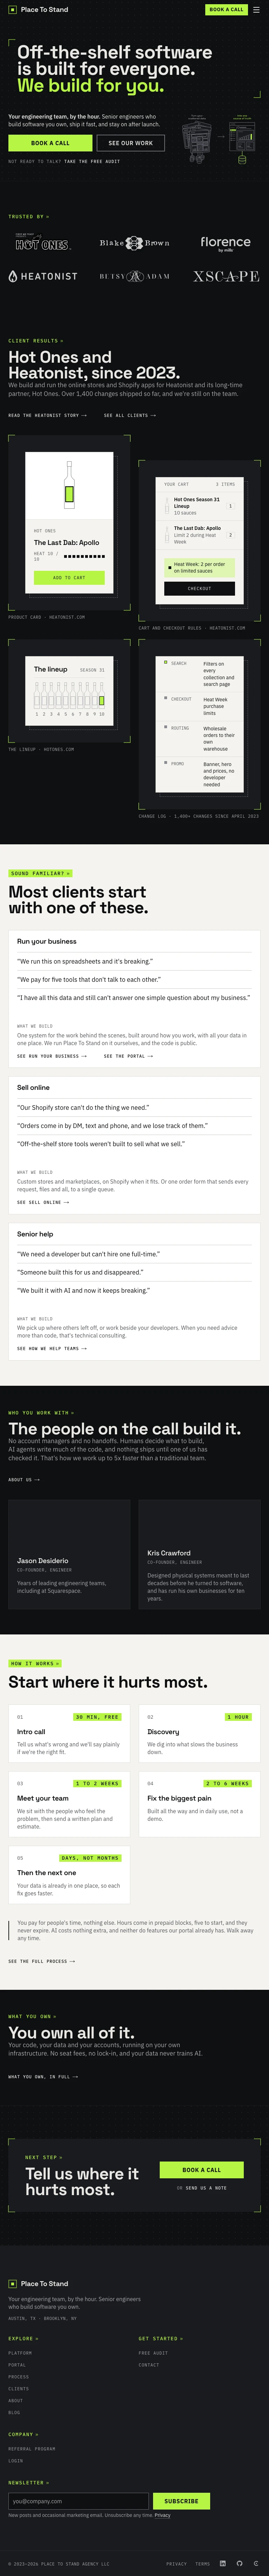 Place To Stand
BOOK A CALL
Off-the-shelf software
is built for everyone.
We build for you.
Your engineering team, by the hour. Senior engineers who
build software you own, ship it fast, and stay on after launch.
BOOK A CALL
SEE OUR WORK
NOT READY TO TALK? TAKE THE FREE AUDIT
TRUSTED BY
HOT ONES
Blake Brown
florence
by mills
HEATONIST
BETSY ADAM
XSCAPE
CLIENT RESULTS
Hot Ones and
Heatonist, since 2023.
We build and run the online stores and Shopify apps for Heatonist and its long-time
partner, Hot Ones. Over 1,400 changes shipped so far, and we're still on the team.
READ THE HEATONIST STORY
SEE ALL CLIENTS
HOT ONES
The Last Dab: Apollo
HEAT 10 /
10
ADD TO CART
PRODUCT CARD · HEATONIST.COM
YOUR CART
3 ITEMS
Hot Ones Season 31
Lineup
10 sauces
1
The Last Dab: Apollo
Limit 2 during Heat
Week
2
Heat Week: 2 per order
on limited sauces
CHECKOUT
CART AND CHECKOUT RULES · HEATONIST.COM
The lineup
SEASON 31
1 2 3 4 5 6 7 8 9 10
THE LINEUP · HOTONES.COM
SEARCH
Filters on
every
collection and
search page
CHECKOUT
Heat Week
purchase
limits
ROUTING
Wholesale
orders to their
own
warehouse
PROMO
Banner, hero
and prices, no
developer
needed
CHANGE LOG · 1,400+ CHANGES SINCE APRIL 2023
SOUND FAMILIAR?
Most clients start
with one of these.
Run your business
“We run this on spreadsheets and it's breaking.”
“We pay for five tools that don't talk to each other.”
“I have all this data and still can't answer one simple question about my business.”
WHAT WE BUILD
One system for the work behind the scenes, built around how you work, with all your data in
one place. We run Place To Stand on it ourselves, and the code is public.
SEE RUN YOUR BUSINESS
SEE THE PORTAL
Sell online
“Our Shopify store can't do the thing we need.”
“Orders come in by DM, text and phone, and we lose track of them.”
“Off-the-shelf store tools weren't built to sell what we sell.”
WHAT WE BUILD
Custom stores and marketplaces, on Shopify when it fits. Or one order form that sends every
request, files and all, to a single queue.
SEE SELL ONLINE
Senior help
“We need a developer but can't hire one full-time.”
“Someone built this for us and disappeared.”
“We built it with AI and now it keeps breaking.”
WHAT WE BUILD
We pick up where others left off, or work beside your developers. When you need advice
more than code, that's technical consulting.
SEE HOW WE HELP TEAMS
WHO YOU WORK WITH
The people on the call build it.
No account managers and no handoffs. Humans decide what to build,
AI agents write much of the code, and nothing ships until one of us has
checked it. That's how we work up to 5x faster than a traditional team.
ABOUT US
Jason Desiderio
CO-FOUNDER, ENGINEER
Years of leading engineering teams,
including at Squarespace.
Kris Crawford
CO-FOUNDER, ENGINEER
Designed physical systems meant to last
decades before he turned to software,
and has run his own businesses for ten
years.
HOW IT WORKS
Start where it hurts most.
01
30 MIN, FREE
Intro call
Tell us what's wrong and we'll say plainly
if we're the right fit.
02
1 HOUR
Discovery
We dig into what slows the business
down.
03
1 TO 2 WEEKS
Meet your team
We sit with the people who feel the
problem, then send a written plan and
estimate.
04
2 TO 6 WEEKS
Fix the biggest pain
Built all the way and in daily use, not a
demo.
05
DAYS, NOT MONTHS
Then the next one
Your data is already in one place, so each
fix goes faster.
You pay for people's time, nothing else. Hours come in prepaid blocks, five to start, and they
never expire. AI costs nothing extra, and neither do features our portal already has. Walk away
any time.
SEE THE FULL PROCESS
WHAT YOU OWN
You own all of it.
Your code, your data and your accounts, running on your own
infrastructure. No seat fees, no lock-in, and your data never trains AI.
WHAT YOU OWN, IN FULL
NEXT STEP
Tell us where it
hurts most.
BOOK A CALL
OR SEND US A NOTE
Place To Stand
Your engineering team, by the hour. Senior engineers
who build software you own.
AUSTIN, TX · BROOKLYN, NY
EXPLORE
PLATFORM
PORTAL
PROCESS
CLIENTS
ABOUT
BLOG
GET STARTED
FREE AUDIT
CONTACT
COMPANY
REFERRAL PROGRAM
LOGIN
NEWSLETTER
you@company.com
SUBSCRIBE
New posts and occasional marketing email. Unsubscribe any time. Privacy
© 2023-2026 PLACE TO STAND AGENCY LLC
PRIVACY
TERMS